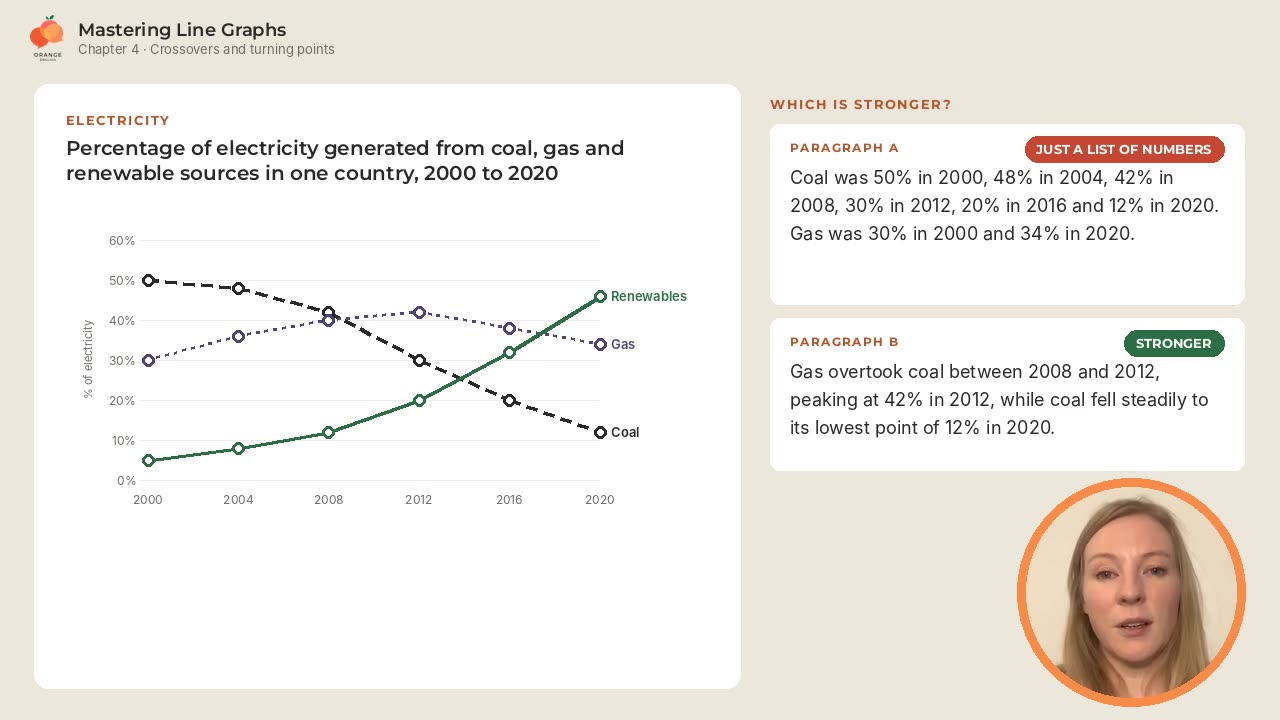 ORANGE
ENGLISH
Mastering Line Graphs
Chapter 4 · Crossovers and turning points
ELECTRICITY
Percentage of electricity generated from coal, gas and
renewable sources in one country, 2000 to 2020
% of electricity
60%
50%
40%
30%
20%
10%
0%
2000
2004
2008
2012
2016
2020
Renewables
Gas
Coal
WHICH IS STRONGER?
PARAGRAPH A
JUST A LIST OF NUMBERS
Coal was 50% in 2000, 48% in 2004, 42% in
2008, 30% in 2012, 20% in 2016 and 12% in 2020.
Gas was 30% in 2000 and 34% in 2020.
PARAGRAPH B
STRONGER
Gas overtook coal between 2008 and 2012,
peaking at 42% in 2012, while coal fell steadily to
its lowest point of 12% in 2020.